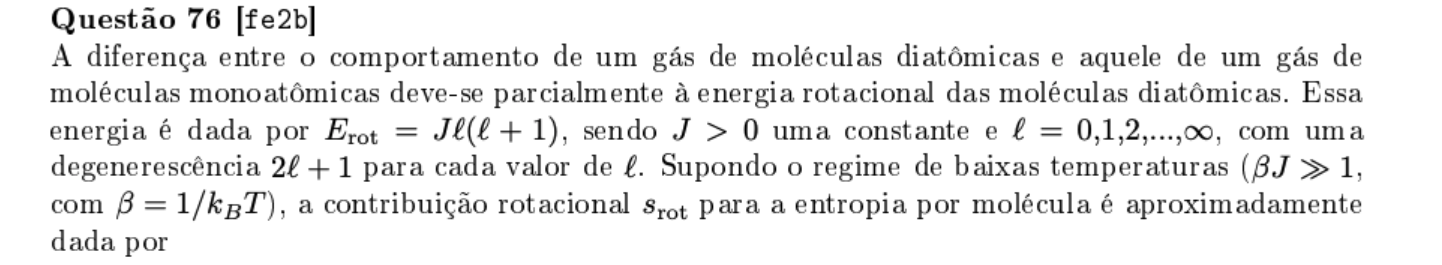 Questão 76 [fe2b]
A diferença entre o comportamento de um gás de moléculas diatômicas e aquele de um gás de
moléculas monoatômicas deve-se parcialmente à energia rotacional das moléculas diatômicas. Essa
energia é dada por E_rot = Jℓ(ℓ + 1), sendo J > 0 uma constante e ℓ = 0,1,2,...,∞, com uma
degenerescência 2ℓ + 1 para cada valor de ℓ. Supondo o regime de baixas temperaturas (βJ ≫ 1,
com β = 1/k_BT), a contribuição rotacional s_rot para a entropia por molécula é aproximadamente
dada por